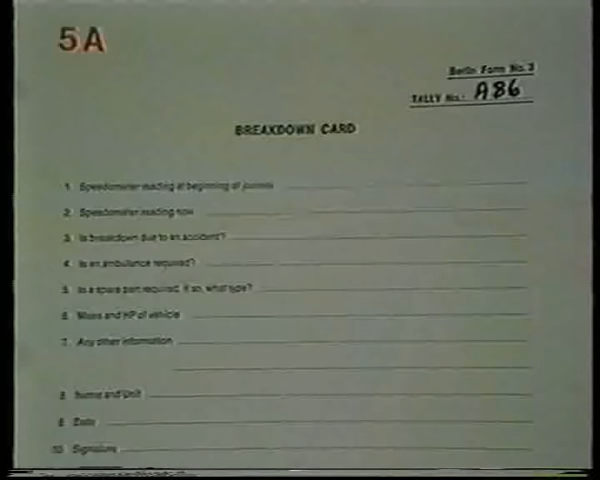 5A
Berlin Form No. 3
TALLY No.: A86
BREAKDOWN CARD
1. Speedometer reading at beginning of journey
2. Speedometer reading now
3. Is breakdown due to an accident?
4. Is an ambulance required?
5. Is a spare part required, if so, what type?
6. Make and HP of vehicle
7. Any other information
8. Name and Unit
9. Date
10. Signature